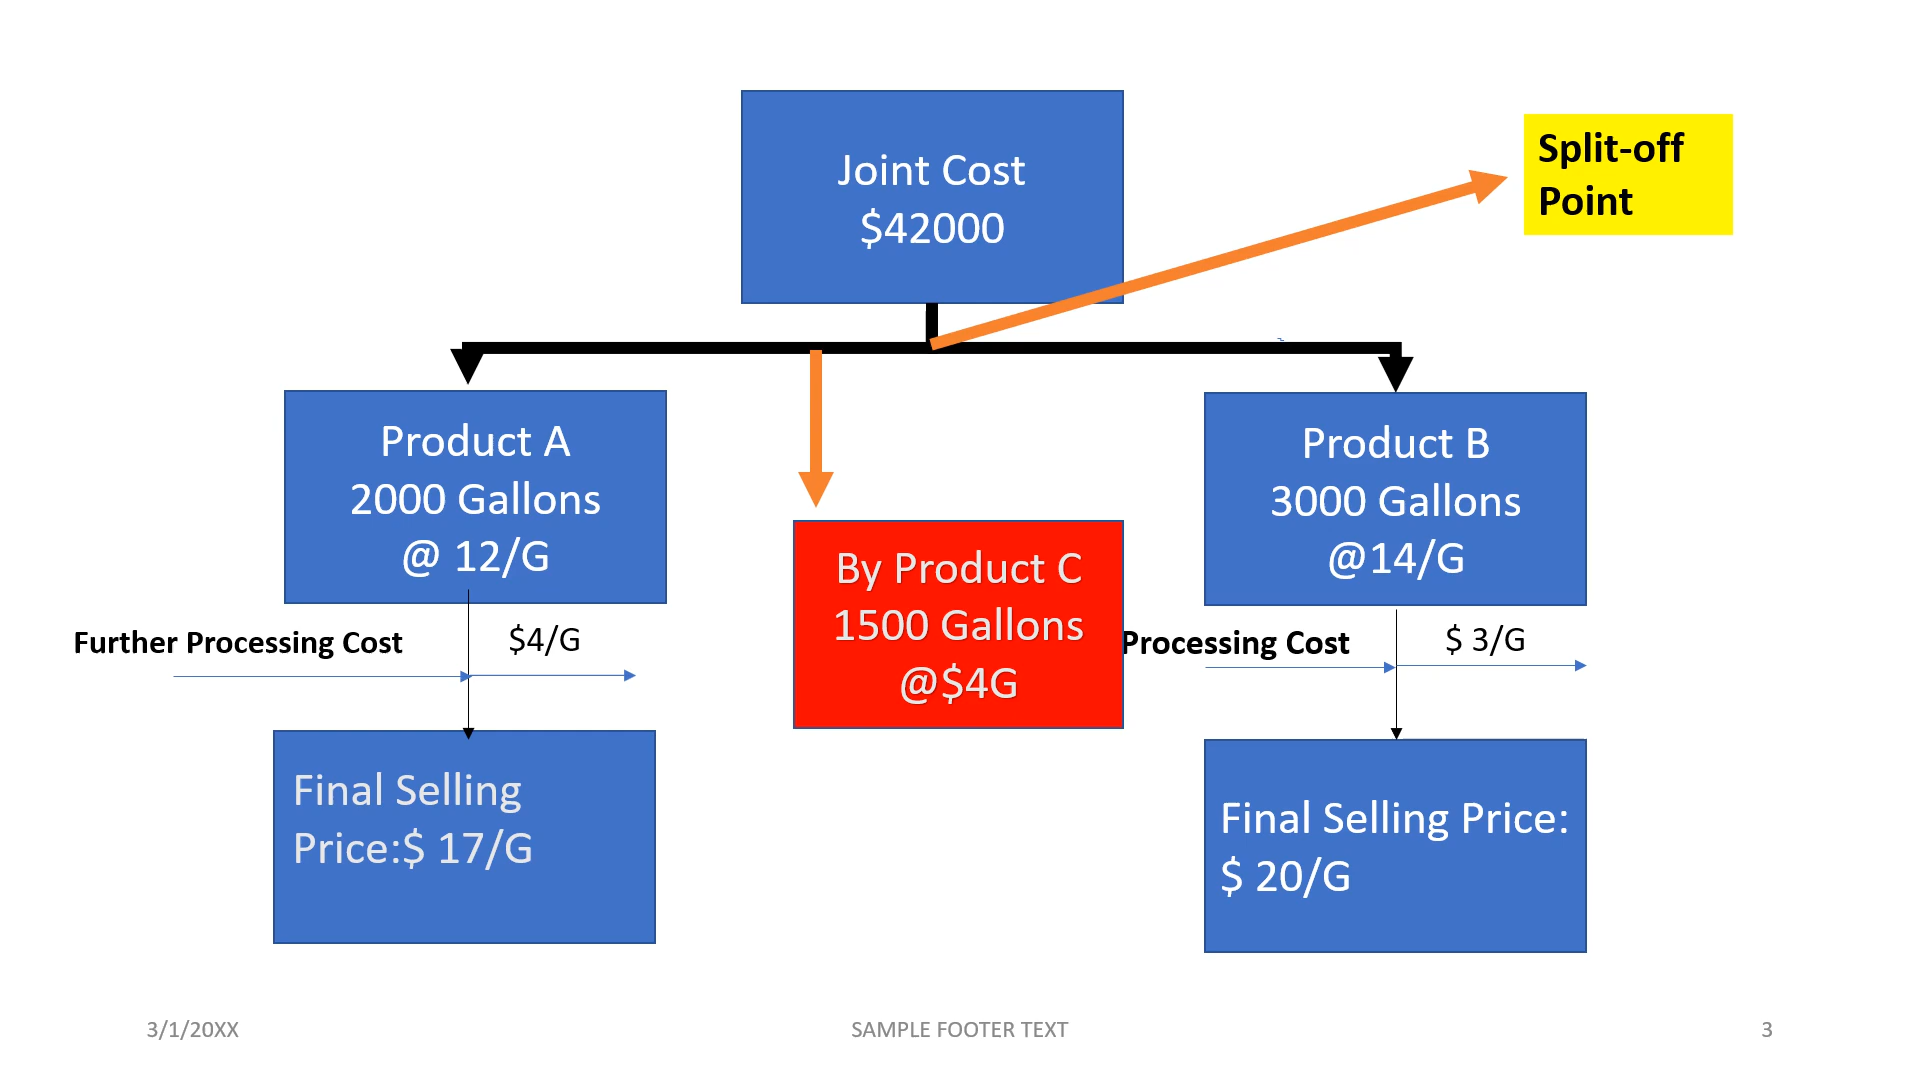 Joint Cost
$42000
Split-off
Point
Product A
2000 Gallons
@ 12/G
Product B
3000 Gallons
@14/G
By Product C
1500 Gallons
@$4G
Further Processing Cost
$4/G
Processing Cost
$ 3/G
Final Selling
Price:$ 17/G
Final Selling Price:
$ 20/G
3/1/20XX
SAMPLE FOOTER TEXT
3